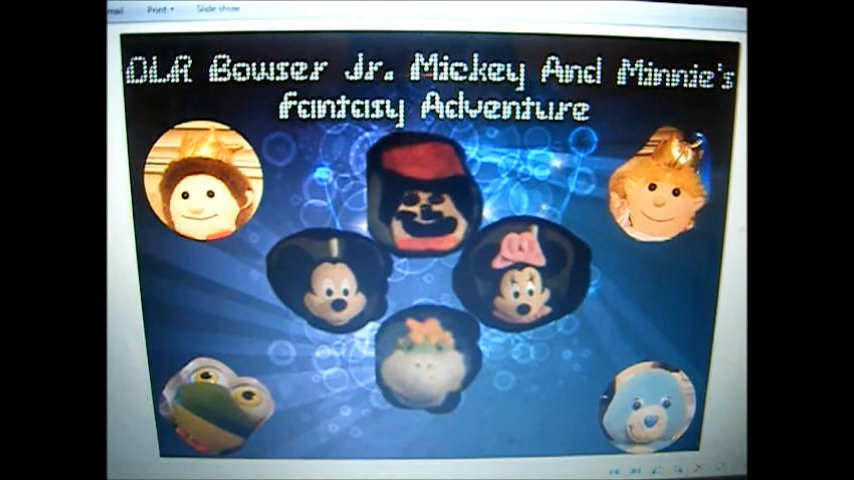 Print
Slide show
DLR Bowser Jr. Mickey And Minnie's
Fantasy Adventure